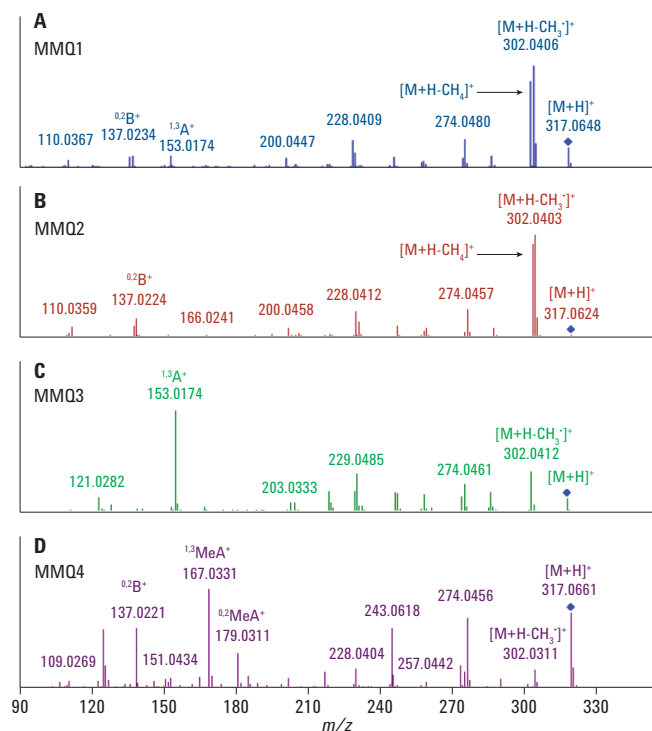 A
MMQ1
[M+H-CH₃˙]⁺
302.0406
[M+H-CH₄]⁺
[M+H]⁺
317.0648
⁰,²B⁺
137.0234
¹,³A⁺
153.0174
110.0367
200.0447
228.0409
274.0480
B
MMQ2
[M+H-CH₃˙]⁺
302.0403
[M+H-CH₄]⁺
[M+H]⁺
317.0624
⁰,²B⁺
137.0224
110.0359
166.0241
200.0458
228.0412
274.0457
C
MMQ3
¹,³A⁺
153.0174
[M+H-CH₃˙]⁺
302.0412
[M+H]⁺
121.0282
203.0333
229.0485
274.0461
D
MMQ4
¹,³MeA⁺
167.0331
[M+H]⁺
317.0661
⁰,²B⁺
137.0221
⁰,²MeA⁺
179.0311
243.0618
274.0456
[M+H-CH₃˙]⁺
302.0311
109.0269
151.0434
228.0404
257.0442
90 120 150 180 210 240 270 300 330
m/z